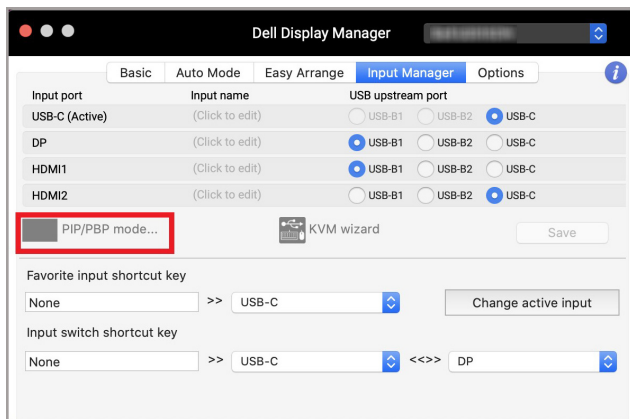 Dell Display Manager
Basic Auto Mode Easy Arrange Input Manager Options i
Input port Input name USB upstream port
USB-C (Active) (Click to edit) USB-B1 USB-B2 USB-C
DP (Click to edit) USB-B1 USB-B2 USB-C
HDMI1 (Click to edit) USB-B1 USB-B2 USB-C
HDMI2 (Click to edit) USB-B1 USB-B2 USB-C
PIP/PBP mode... KVM wizard Save
Favorite input shortcut key
None >> USB-C Change active input
Input switch shortcut key
None >> USB-C <<>> DP